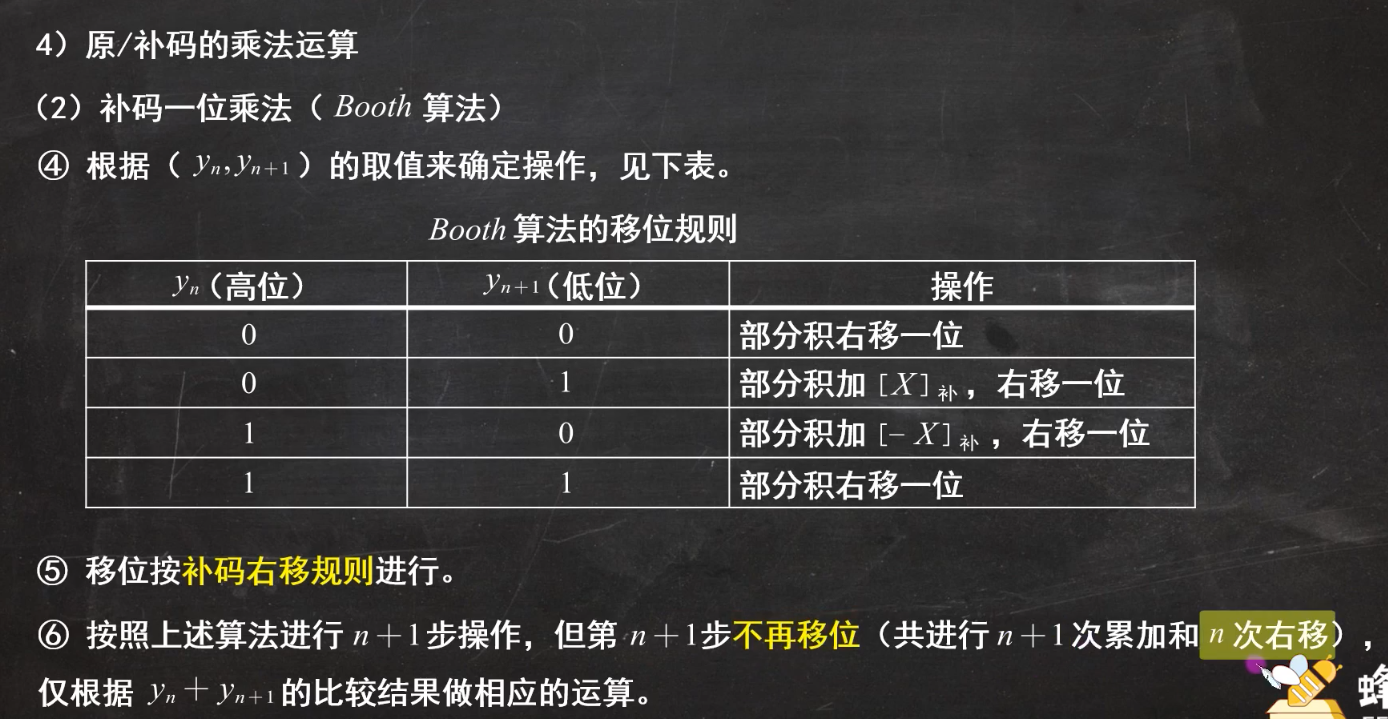 4）原/补码的乘法运算
（2）补码一位乘法（ Booth 算法）
④ 根据（ yₙ,yₙ₊₁ ）的取值来确定操作，见下表。
Booth 算法的移位规则
yₙ（高位） yₙ₊₁（低位） 操作
0 0 部分积右移一位
0 1 部分积加 [X]补 ，右移一位
1 0 部分积加 [−X]补 ，右移一位
1 1 部分积右移一位
⑤ 移位按补码右移规则进行。
⑥ 按照上述算法进行 n+1步操作，但第 n+1步不再移位（共进行 n+1 次累加和 n 次右移），
仅根据 yₙ+yₙ₊₁ 的比较结果做相应的运算。
蜂